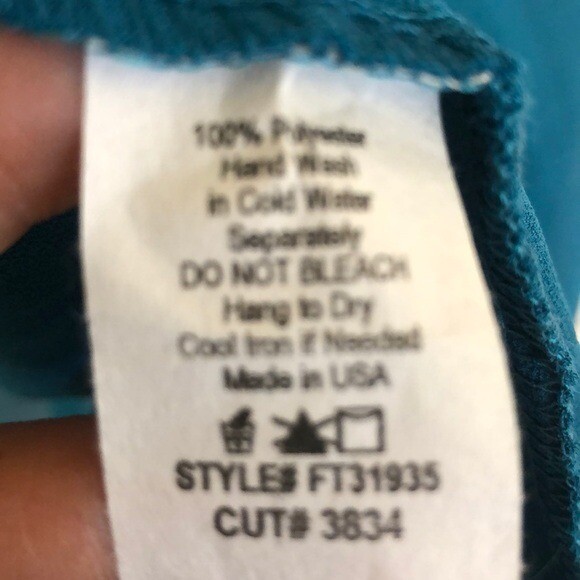 100% Polyester
Hand Wash
in Cold Water
Separately
DO NOT BLEACH
Hang to Dry
Cool Iron if Needed
Made in USA
STYLE# FT31935
CUT# 3834